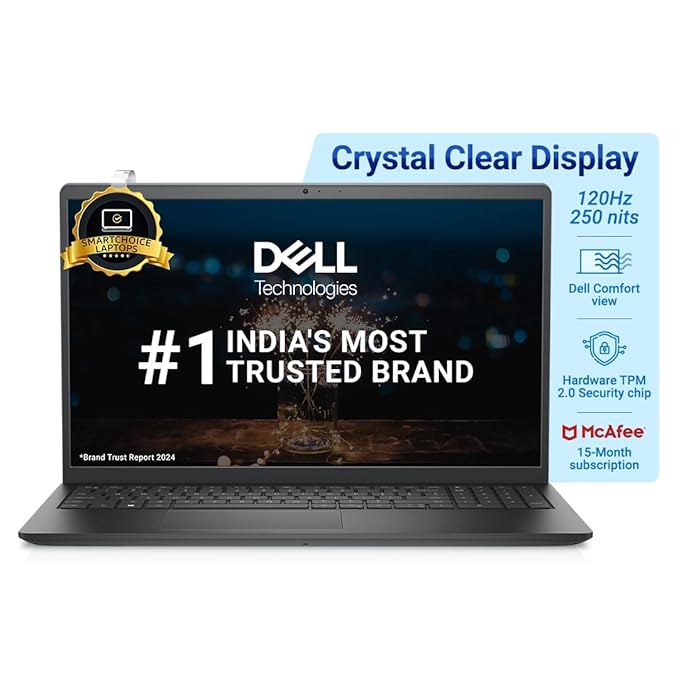 Crystal Clear Display
120Hz
250 nits
Dell Comfort
view
Hardware TPM
2.0 Security chip
McAfee
15-Month
subscription
SMARTCHOICE
LAPTOPS
DELL
Technologies
#1 INDIA'S MOST
TRUSTED BRAND
*Brand Trust Report 2024